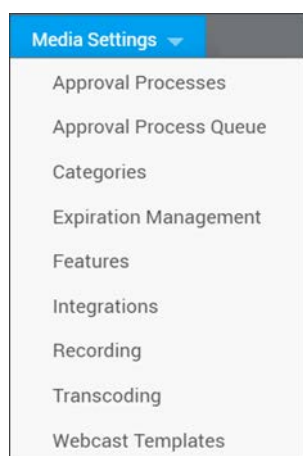 Media Settings
Approval Processes
Approval Process Queue
Categories
Expiration Management
Features
Integrations
Recording
Transcoding
Webcast Templates